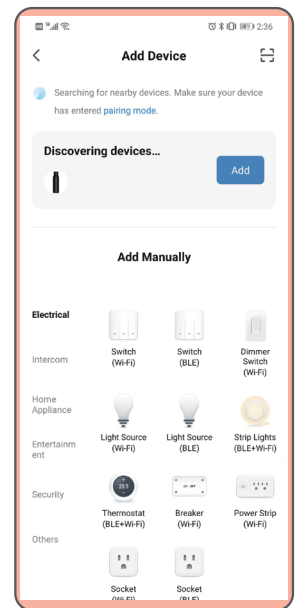 2:36
Add Device
Searching for nearby devices. Make sure your device
has entered pairing mode.
Discovering devices...
Add
Add Manually
Electrical
Intercom
Home
Appliance
Entertainm
ent
Security
Others
Switch
(Wi-Fi)
Switch
(BLE)
Dimmer
Switch
(Wi-Fi)
Light Source
(Wi-Fi)
Light Source
(BLE)
Strip Lights
(BLE+Wi-Fi)
Thermostat
(BLE+Wi-Fi)
Breaker
(Wi-Fi)
Power Strip
(Wi-Fi)
Socket
(Wi-Fi)
Socket
(BLE)